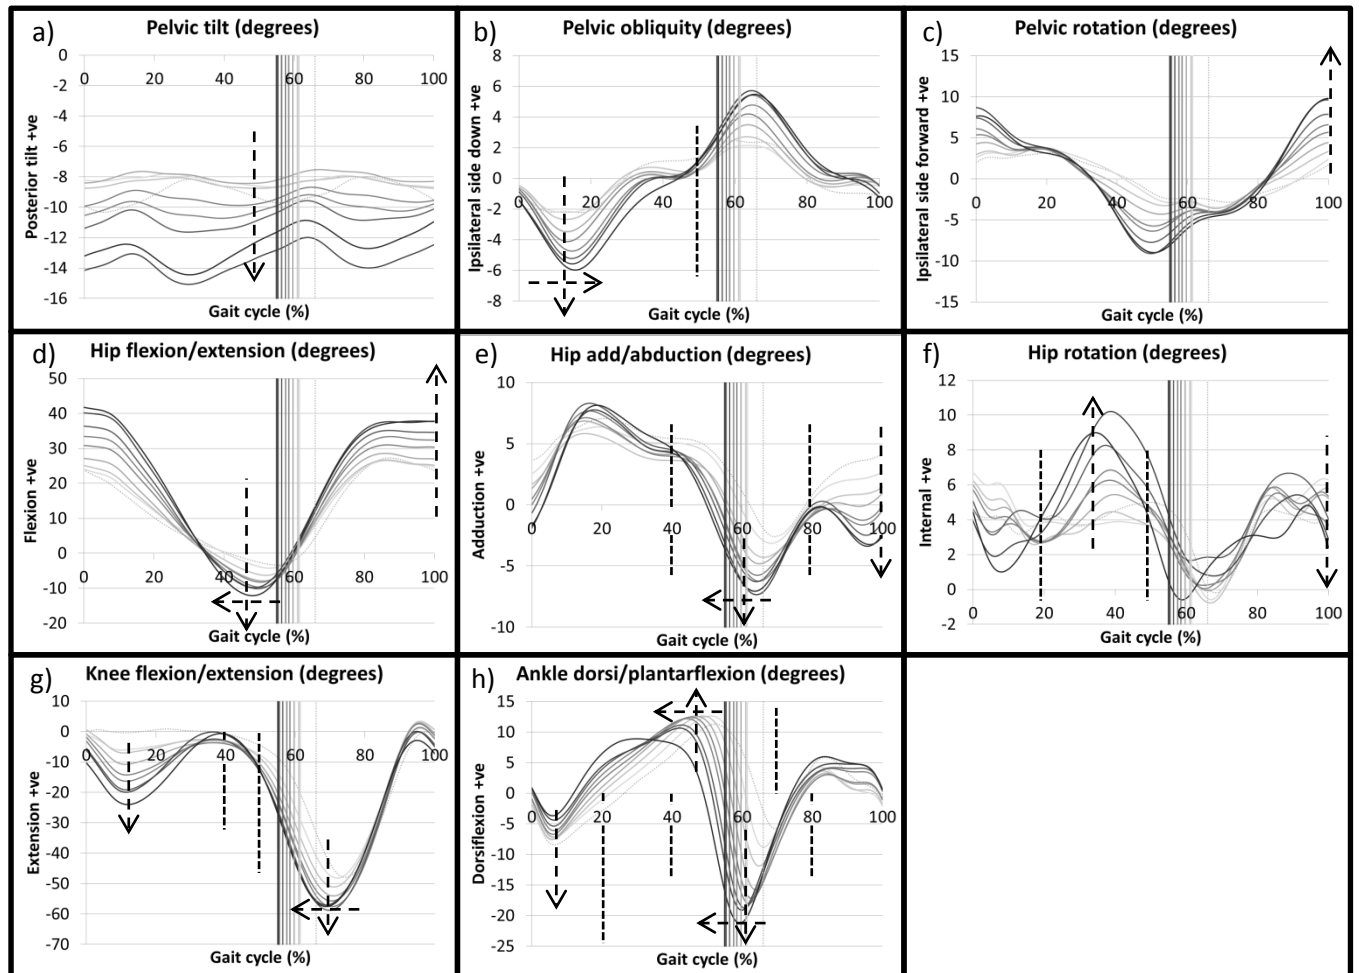 a) Pelvic tilt (degrees)
Posterior tilt +ve
0
-2
-4
-6
-8
-10
-12
-14
-16
0 20 40 60 80 100
Gait cycle (%)
b) Pelvic obliquity (degrees)
Ipsilateral side down +ve
8
6
4
2
0
-2
-4
-6
-8
0 20 40 60 80 100
Gait cycle (%)
c) Pelvic rotation (degrees)
Ipsilateral side forward +ve
15
10
5
0
-5
-10
-15
0 20 40 60 80 100
Gait cycle (%)
d) Hip flexion/extension (degrees)
Flexion +ve
50
40
30
20
10
0
-10
-20
0 20 40 60 80 100
Gait cycle (%)
e) Hip add/abduction (degrees)
Adduction +ve
10
5
0
-5
-10
0 20 40 60 80 100
Gait cycle (%)
f) Hip rotation (degrees)
Internal +ve
12
10
8
6
4
2
0
-2
0 20 40 60 80 100
Gait cycle (%)
g) Knee flexion/extension (degrees)
Extension +ve
10
0
-10
-20
-30
-40
-50
-60
-70
0 20 40 60 80 100
Gait cycle (%)
h) Ankle dorsi/plantarflexion (degrees)
Dorsiflexion +ve
15
10
5
0
-5
-10
-15
-20
-25
0 20 40 60 80 100
Gait cycle (%)